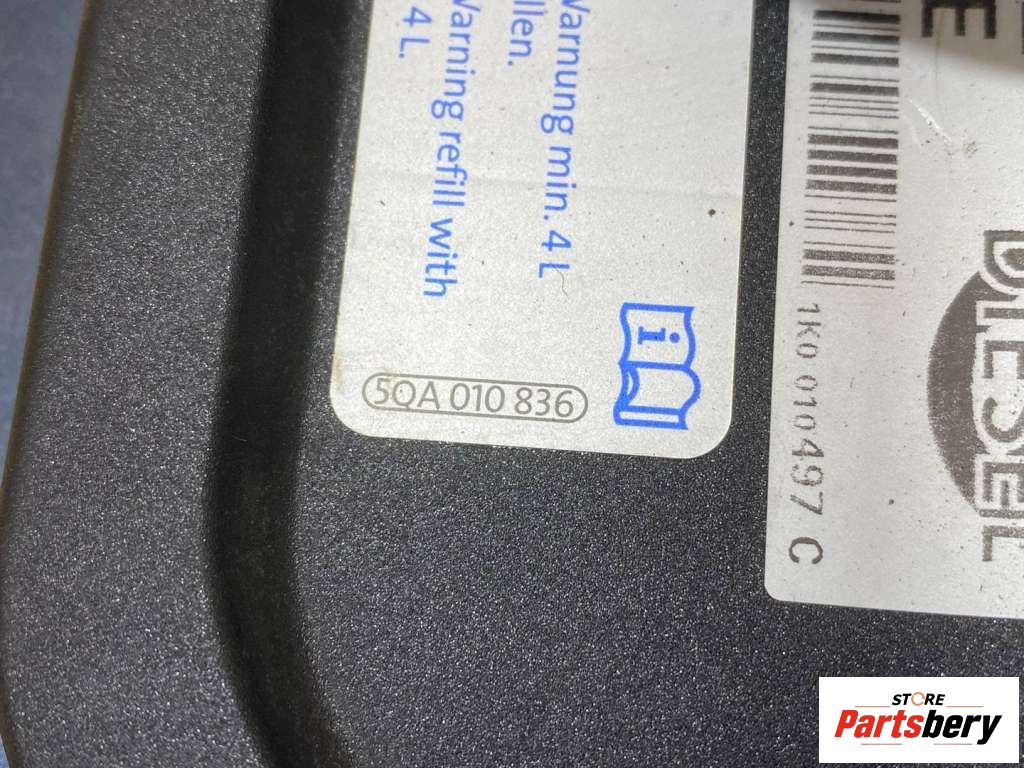 Warnung min. 4 L
llen.
Warning refill with
4 L.
i
5QA 010 836
E
DIESEL
1K0 010 497 C
STORE
Partsbery